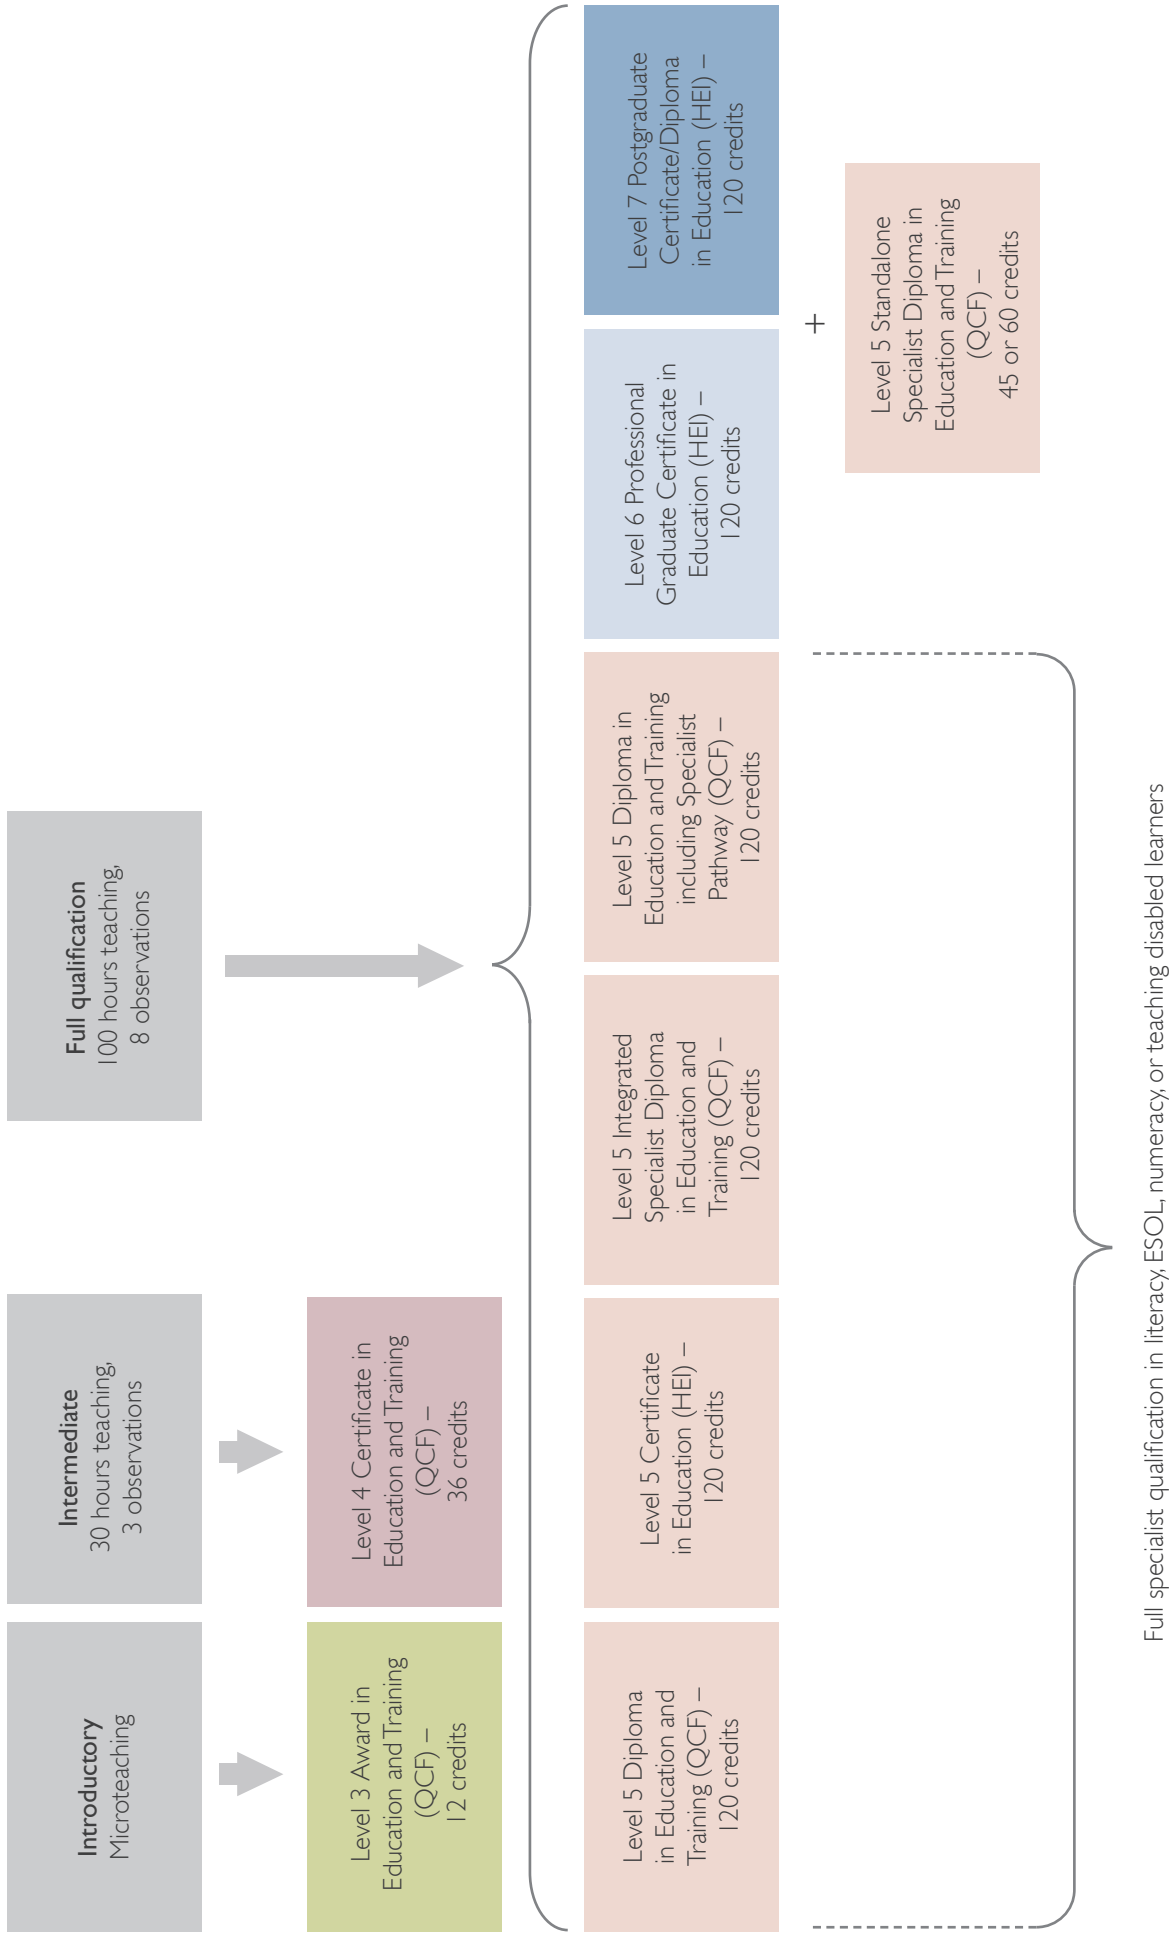 Introductory
Microteaching
Intermediate
30 hours teaching,
3 observations
Full qualification
100 hours teaching,
8 observations
Level 3 Award in
Education and Training
(QCF) –
12 credits
Level 4 Certificate in
Education and Training
(QCF) –
36 credits
Level 5 Diploma
in Education and
Training (QCF) –
120 credits
Level 5 Certificate
in Education (HEI) –
120 credits
Level 5 Integrated
Specialist Diploma
in Education and
Training (QCF) –
120 credits
Level 5 Diploma in
Education and Training
including Specialist
Pathway (QCF) –
120 credits
Level 6 Professional
Graduate Certificate in
Education (HEI) –
120 credits
Level 7 Postgraduate
Certificate/Diploma
in Education (HEI) –
120 credits
+
Level 5 Standalone
Specialist Diploma in
Education and Training
(QCF) –
45 or 60 credits
Full specialist qualification in literacy, ESOL, numeracy, or teaching disabled learners